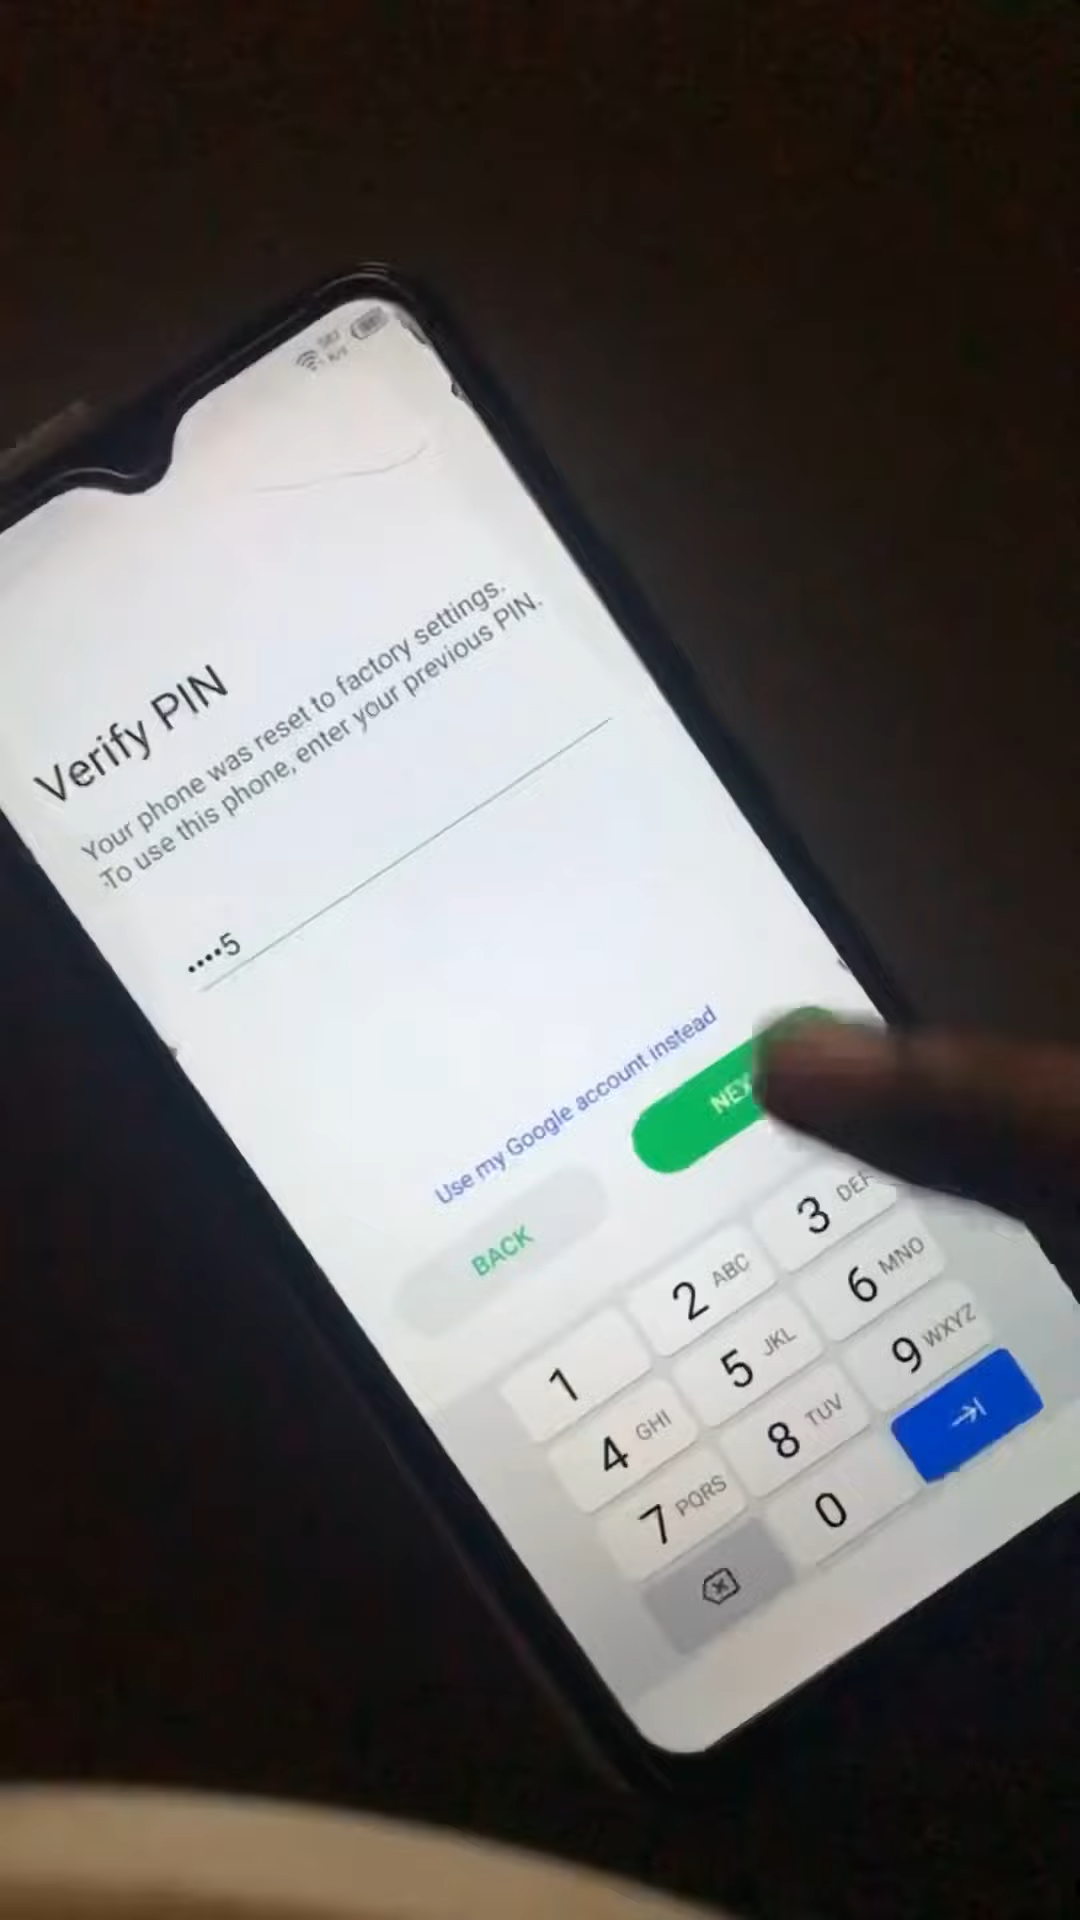 Verify PIN
Your phone was reset to factory settings.
To use this phone, enter your previous PIN.
••••5
Use my Google account instead
BACK
1
2 ABC
3 DEF
4 GHI
5 JKL
6 MNO
7 PQRS
8 TUV
9 WXYZ
0